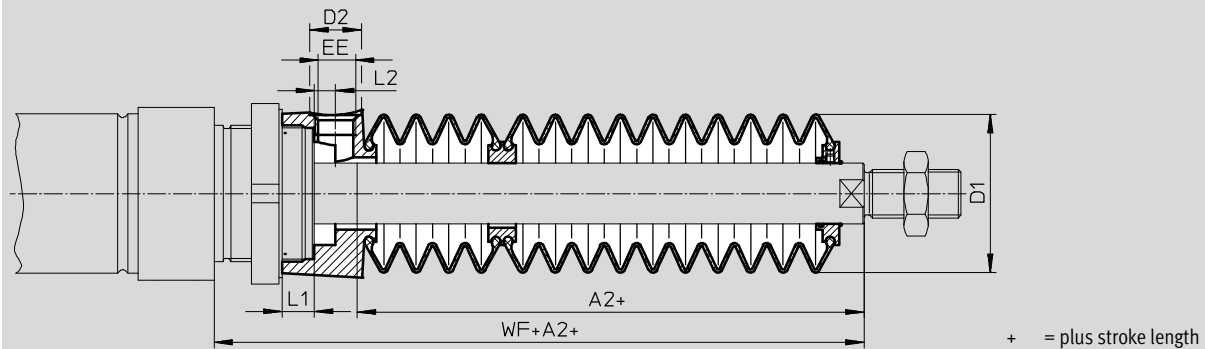 D2
EE
L2
D1
L1
A2+
WF+A2+
+ = plus stroke length